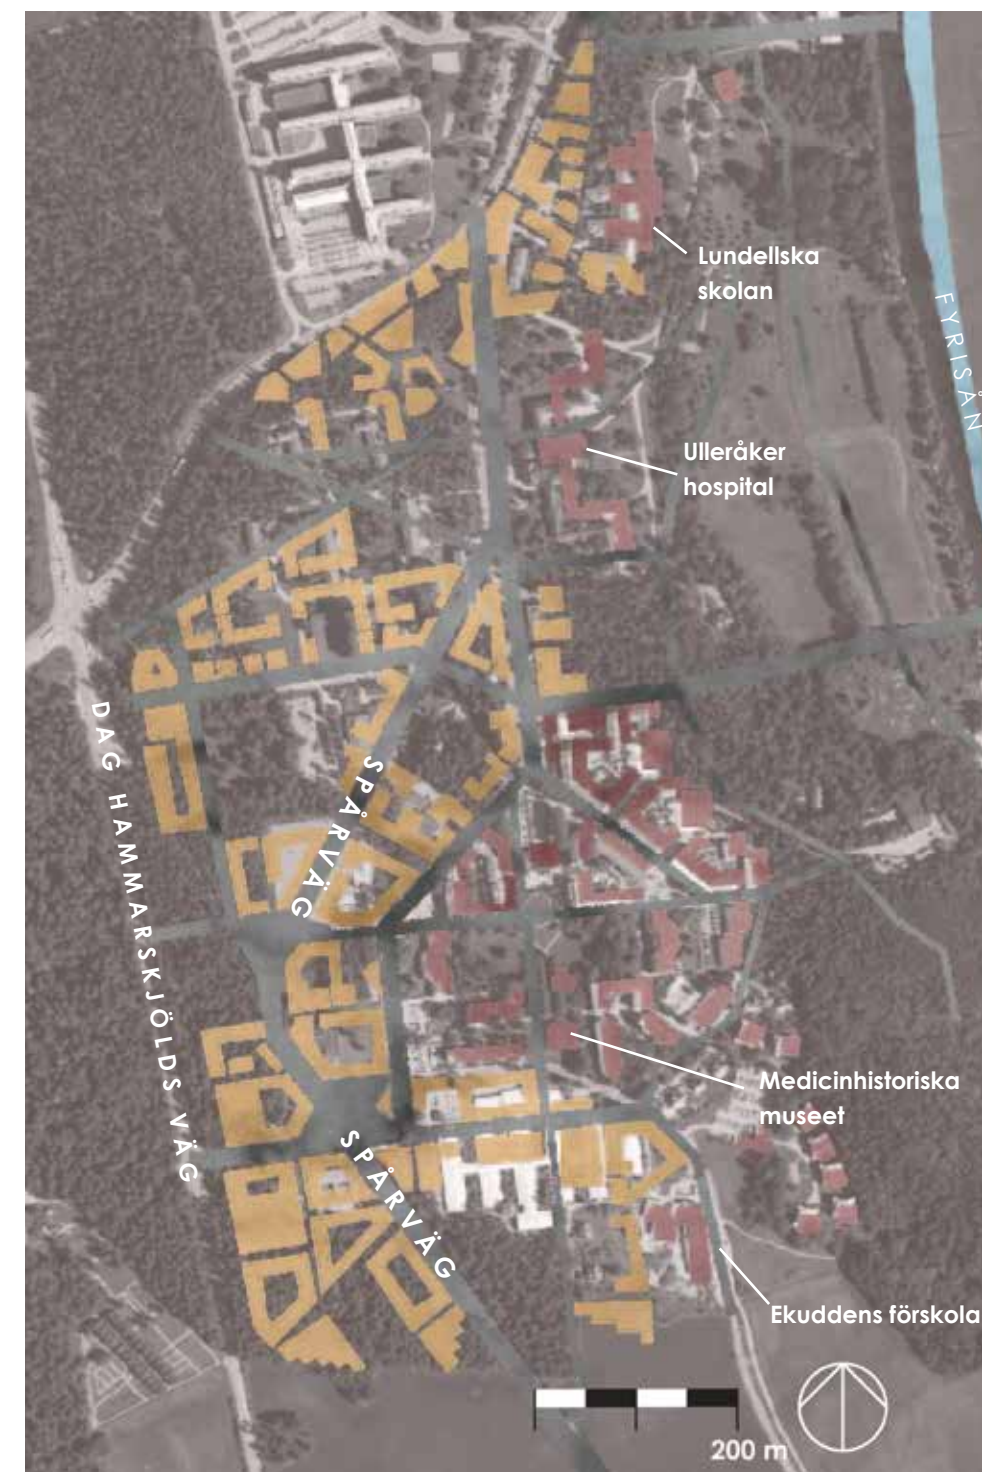 Lundellska
skolan
FYRISÅN
Ulleråker
hospital
DAG HAMMARSKJÖLDS VÄG
SPÅRVÄG
Medicinhistoriska
museet
SPÅRVÄG
Ekuddens förskola
200 m